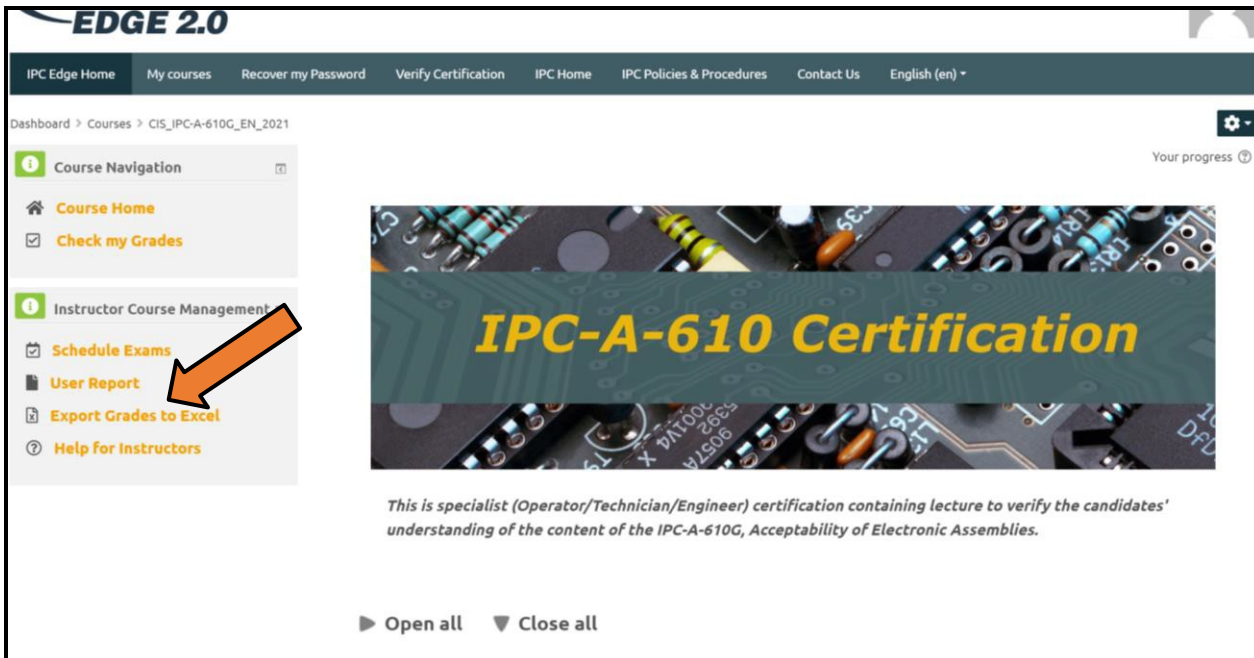 EDGE 2.0
IPC Edge Home My courses Recover my Password Verify Certification IPC Home IPC Policies & Procedures Contact Us English (en)
Dashboard > Courses > CIS_IPC-A-610G_EN_2021
Your progress
Course Navigation
Course Home
Check my Grades
Instructor Course Management
Schedule Exams
User Report
Export Grades to Excel
Help for Instructors
IPC-A-610 Certification
This is specialist (Operator/Technician/Engineer) certification containing lecture to verify the candidates'
understanding of the content of the IPC-A-610G, Acceptability of Electronic Assemblies.
Open all Close all